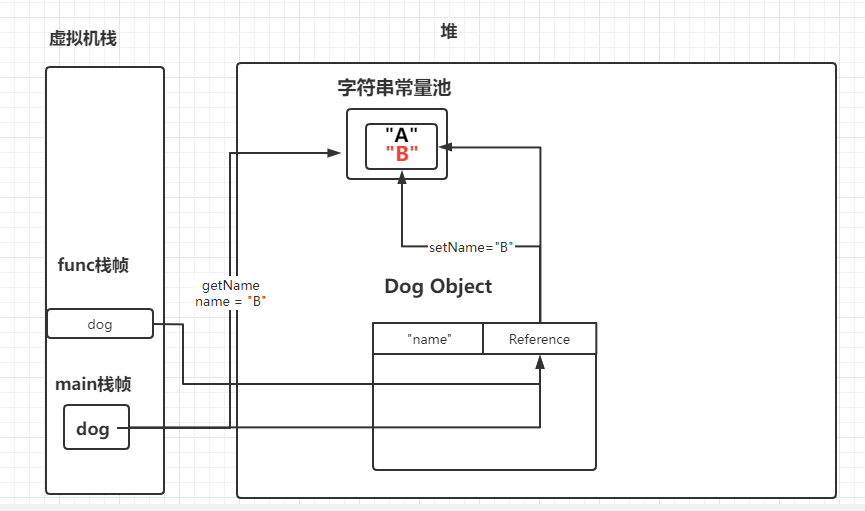 虚拟机栈
堆
字符串常量池
"A"
"B"
setName="B"
func栈帧
getName
name = "B"
Dog Object
dog
"name"
Reference
main栈帧
dog